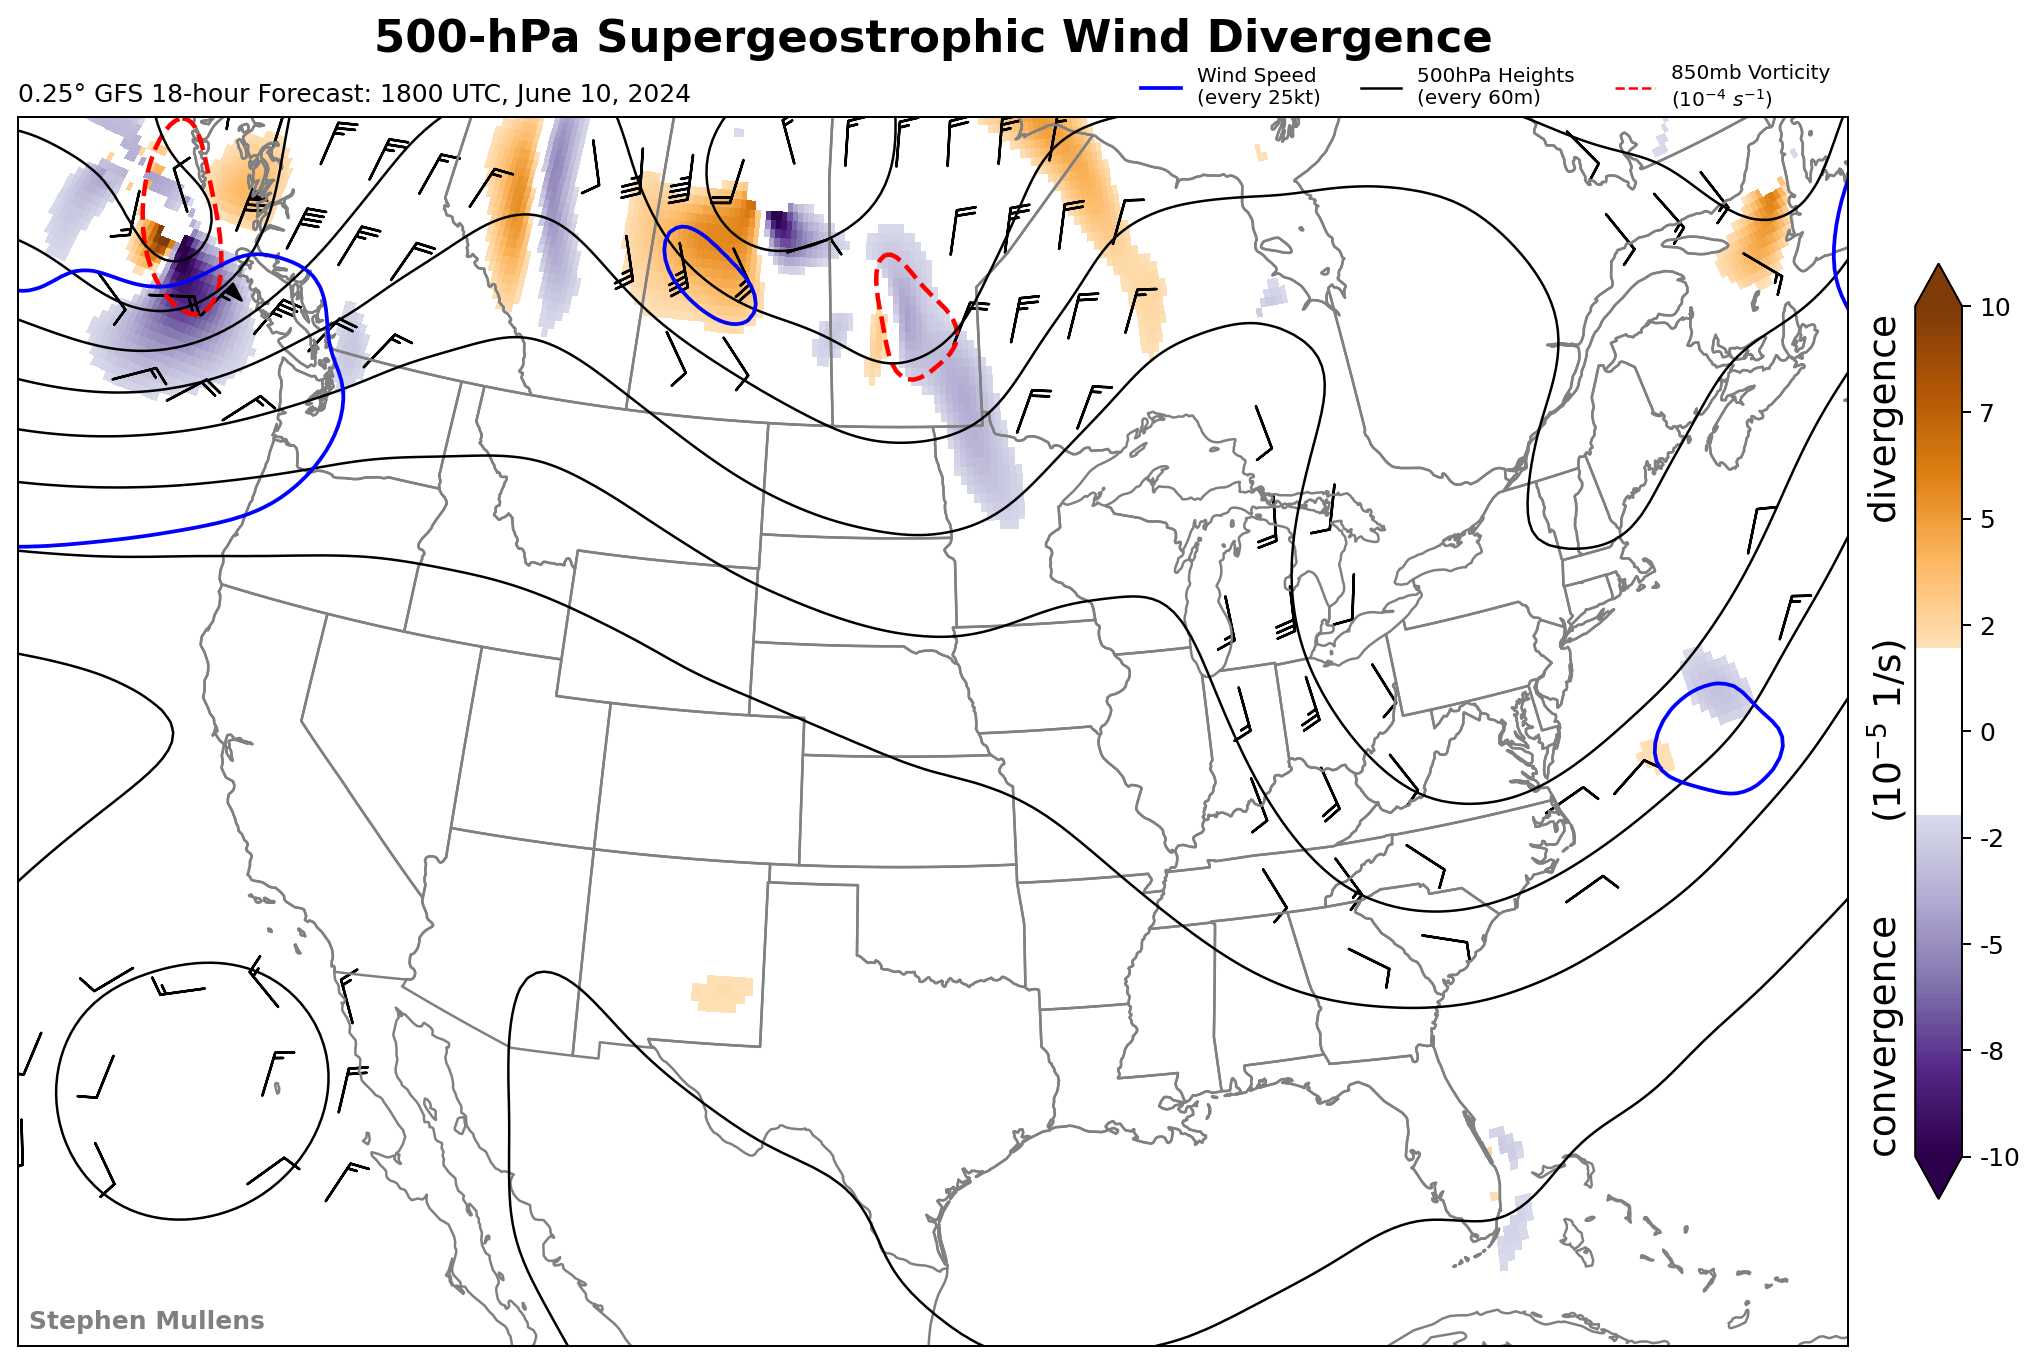 500-hPa Supergeostrophic Wind Divergence
0.25° GFS 18-hour Forecast: 1800 UTC, June 10, 2024
Wind Speed
(every 25kt)
500hPa Heights
(every 60m)
850mb Vorticity
(10⁻⁴ s⁻¹)
10
7
5
2
0
-2
-5
-8
-10
convergence (10⁻⁵ 1/s) divergence
Stephen Mullens